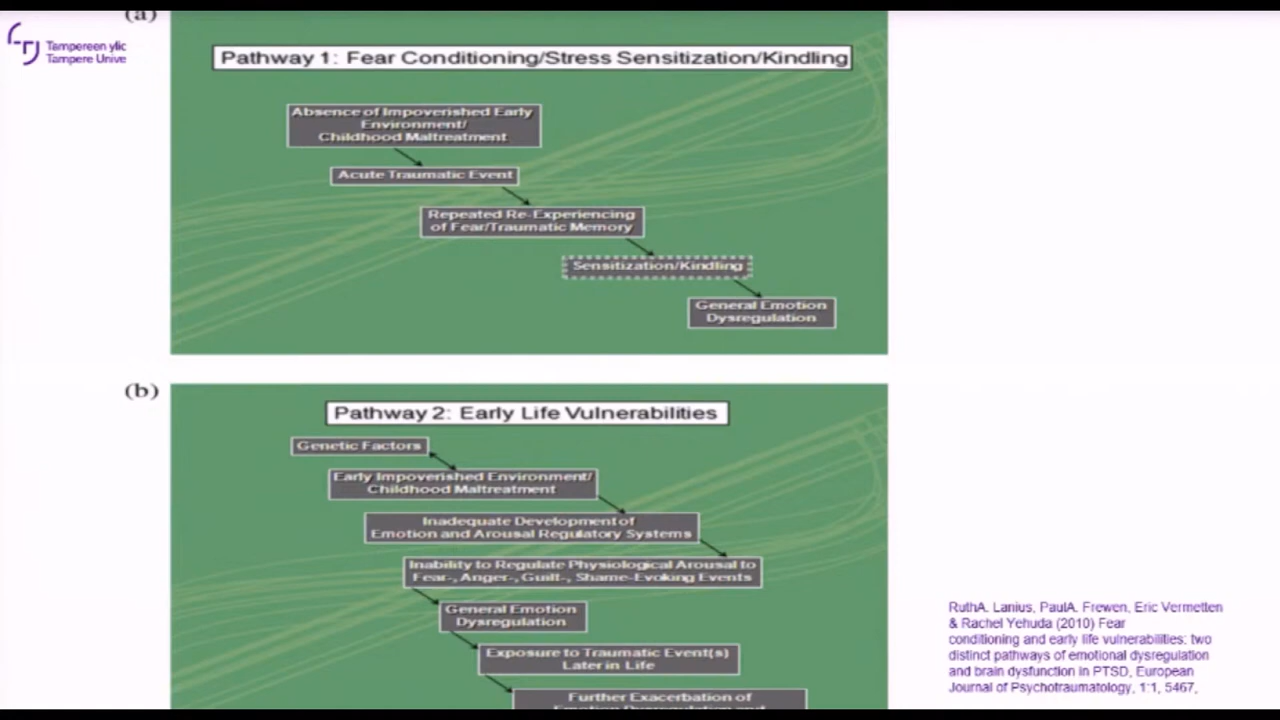 (a)
Tampereen ylic
Tampere Unive
Pathway 1: Fear Conditioning/Stress Sensitization/Kindling
Absence of Impoverished Early
Environment/
Childhood Maltreatment
Acute Traumatic Event
Repeated Re-Experiencing
of Fear/Traumatic Memory
Sensitization/Kindling
General Emotion
Dysregulation
(b)
Pathway 2: Early Life Vulnerabilities
Genetic Factors
Early Impoverished Environment/
Childhood Maltreatment
Inadequate Development of
Emotion and Arousal Regulatory Systems
Inability to Regulate Physiological Arousal to
Fear-, Anger-, Guilt-, Shame-Evoking Events
General Emotion
Dysregulation
Exposure to Traumatic Event(s)
Later in Life
Further Exacerbation of
Emotion Dysregulation and
RuthA. Lanius, PaulA. Frewen, Eric Vermetten
& Rachel Yehuda (2010) Fear
conditioning and early life vulnerabilities: two
distinct pathways of emotional dysregulation
and brain dysfunction in PTSD, European
Journal of Psychotraumatology, 1:1, 5467,